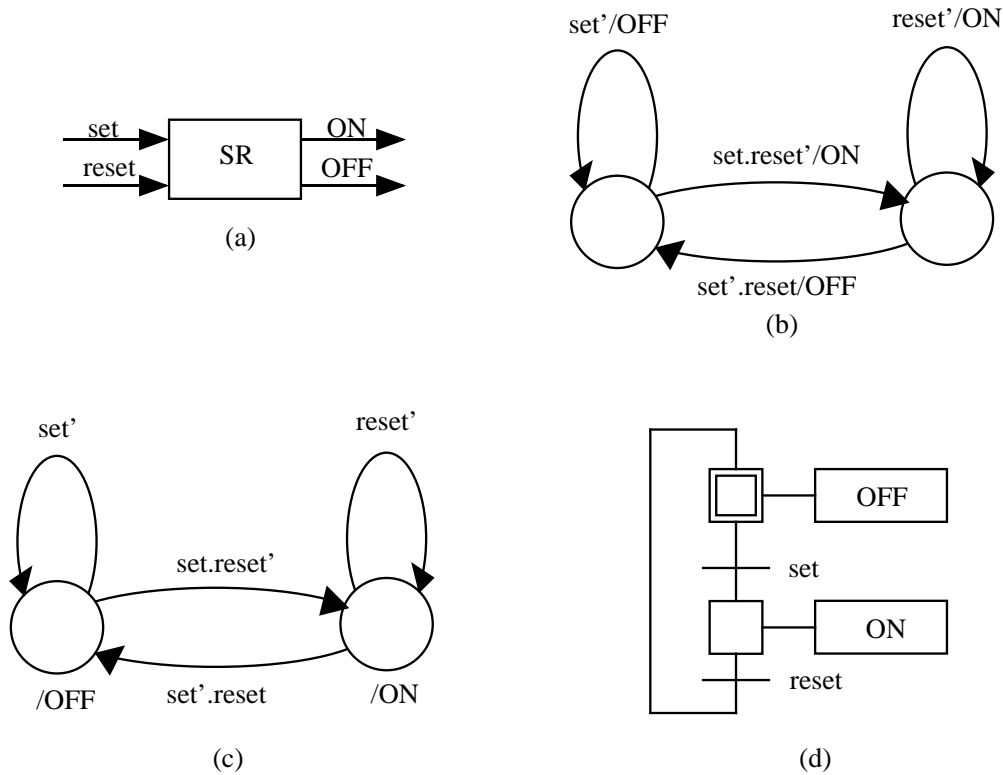 set
reset
SR
ON
OFF
(a)
set’/OFF
reset’/ON
set.reset’/ON
set’.reset/OFF
(b)
set’
reset’
set.reset’
set’.reset
/OFF
/ON
(c)
OFF
set
ON
reset
(d)